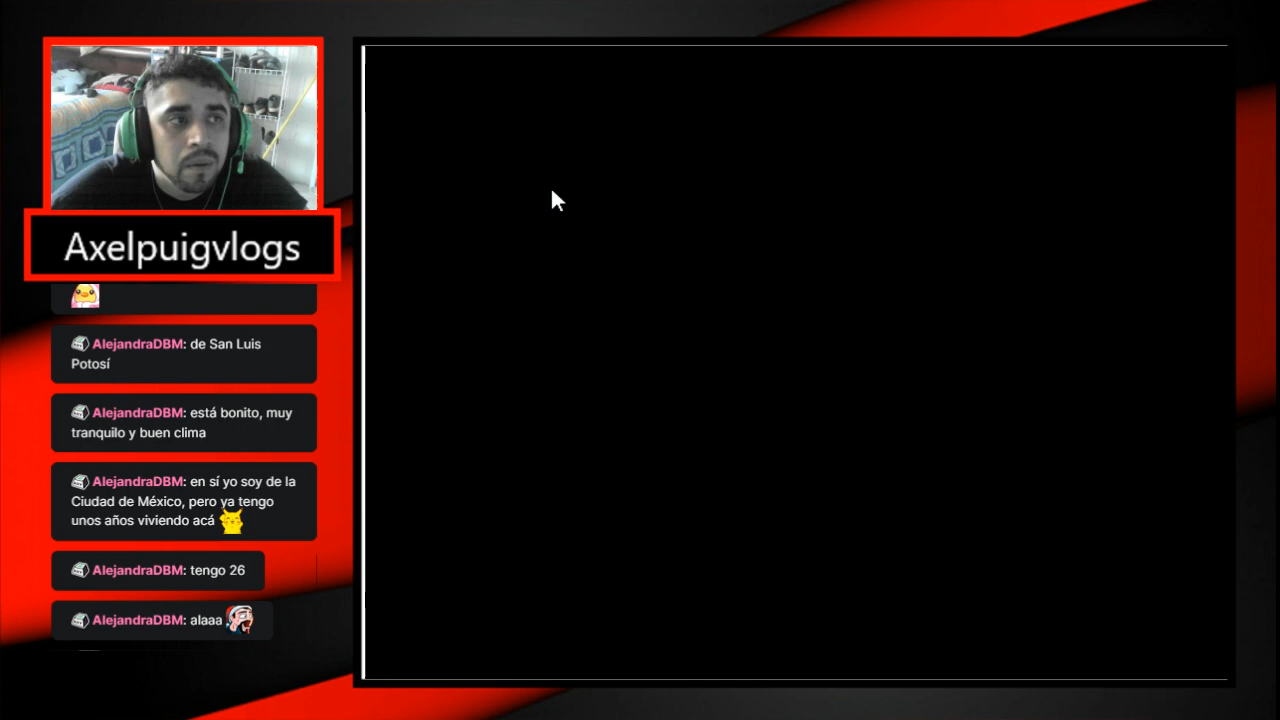 Axelpuigvlogs
AlejandraDBM: de San Luis
Potosí
AlejandraDBM: está bonito, muy
tranquilo y buen clima
AlejandraDBM: en sí yo soy de la
Ciudad de México, pero ya tengo
unos años viviendo acá
AlejandraDBM: tengo 26
AlejandraDBM: alaaa